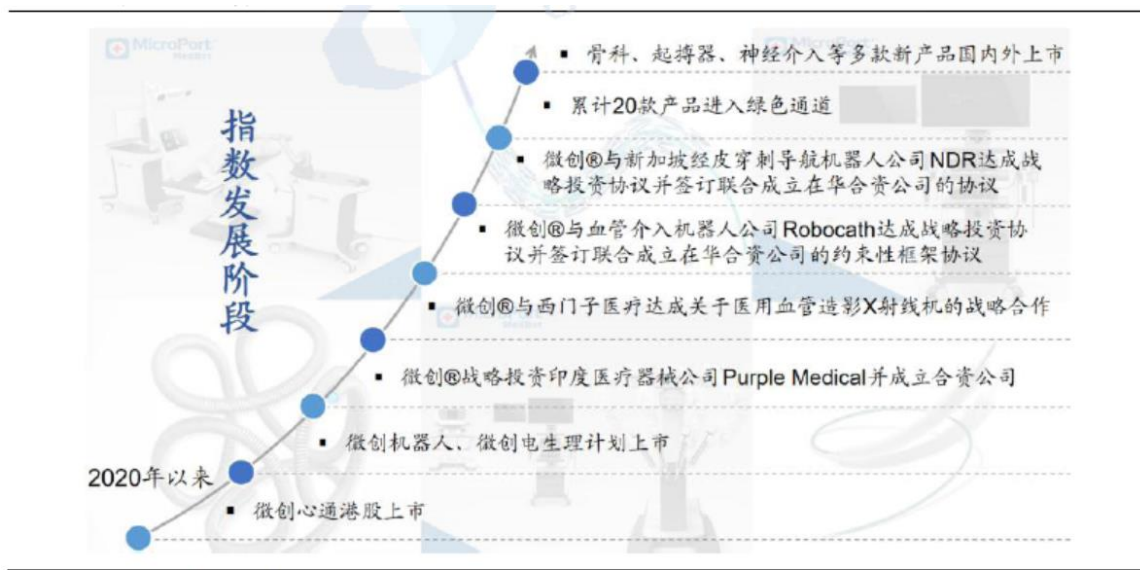 MicroPort
MedBot
MicroPort
指数发展阶段
骨科、起搏器、神经介入等多款新产品国内外上市
累计20款产品进入绿色通道
微创®与新加坡经皮穿刺导航机器人公司NDR达成战
略投资协议并签订联合成立在华合资公司的协议
微创®与血管介入机器人公司Robocath达成战略投资协
议并签订联合成立在华合资公司的约束性框架协议
微创®与西门子医疗达成关于医用血管造影X射线机的战略合作
微创®战略投资印度医疗器械公司Purple Medical并成立合资公司
微创机器人、微创电生理计划上市
2020年以来
微创心通港股上市